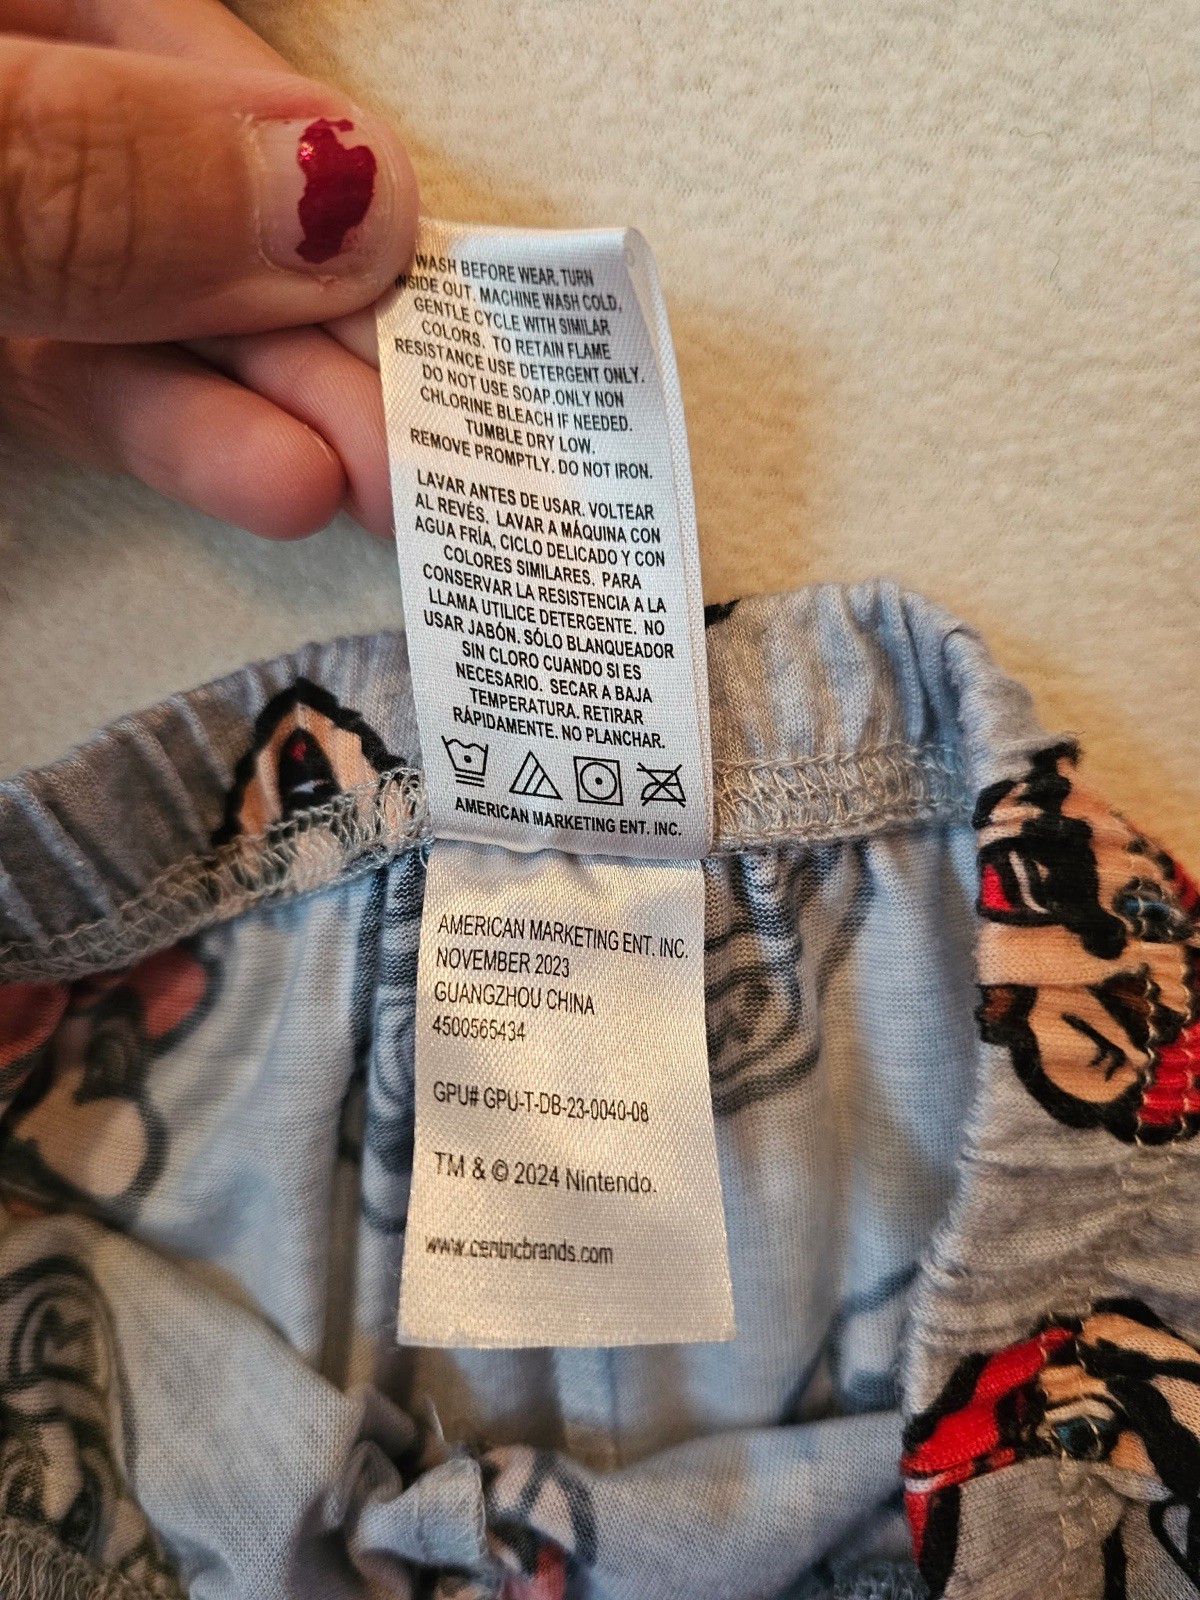 WASH BEFORE WEAR. TURN
INSIDE OUT. MACHINE WASH COLD,
GENTLE CYCLE WITH SIMILAR
COLORS. TO RETAIN FLAME
RESISTANCE USE DETERGENT ONLY.
DO NOT USE SOAP.ONLY NON
CHLORINE BLEACH IF NEEDED.
TUMBLE DRY LOW.
REMOVE PROMPTLY. DO NOT IRON.
LAVAR ANTES DE USAR. VOLTEAR
AL REVÉS. LAVAR A MÁQUINA CON
AGUA FRÍA, CICLO DELICADO Y CON
COLORES SIMILARES. PARA
CONSERVAR LA RESISTENCIA A LA
LLAMA UTILICE DETERGENTE. NO
USAR JABÓN. SÓLO BLANQUEADOR
SIN CLORO CUANDO SI ES
NECESARIO. SECAR A BAJA
TEMPERATURA. RETIRAR
RÁPIDAMENTE. NO PLANCHAR.
AMERICAN MARKETING ENT. INC.
AMERICAN MARKETING ENT. INC.
NOVEMBER 2023
GUANGZHOU CHINA
4500565434
GPU# GPU-T-DB-23-0040-08
TM & © 2024 Nintendo.
www.centricbrands.com